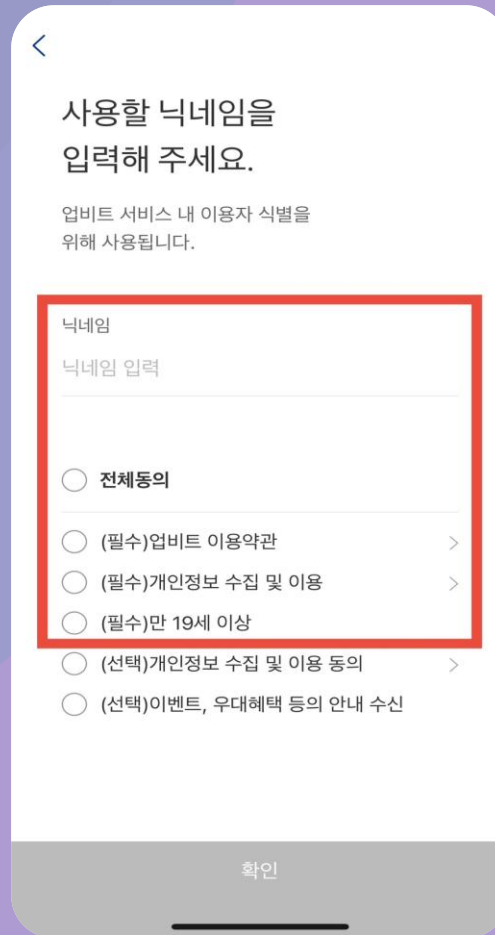 사용할 닉네임을
입력해 주세요.
업비트 서비스 내 이용자 식별을
위해 사용됩니다.
닉네임
닉네임 입력
전체동의
(필수)업비트 이용약관
(필수)개인정보 수집 및 이용
(필수)만 19세 이상
(선택)개인정보 수집 및 이용 동의
(선택)이벤트, 우대혜택 등의 안내 수신
확인